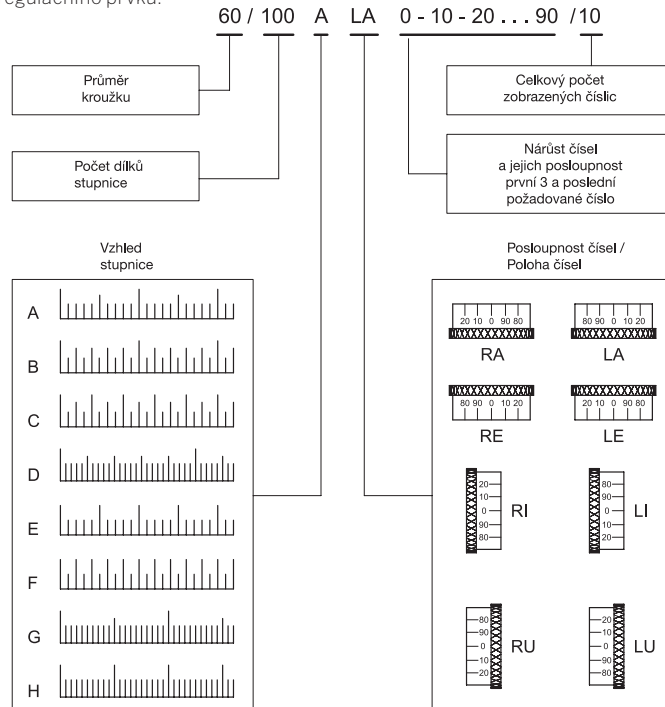 60 / 100 A LA 0 - 10 - 20 . . . 90 / 10
Průměr
kroužku
Celkový počet
zobrazených číslic
Počet dílků
stupnice
Nárůst čísel
a jejich posloupnost
první 3 a poslední
požadované číslo
Vzhled
stupnice
A
B
C
D
E
F
G
H
Posloupnost čísel /
Poloha čísel
20 10 0 90 80
RA
80 90 0 10 20
LA
80 90 0 10 20
RE
20 10 0 90 80
LE
20
10
0
90
80
RI
80
90
0
10
20
LI
80
90
0
10
20
RU
20
10
0
90
80
LU